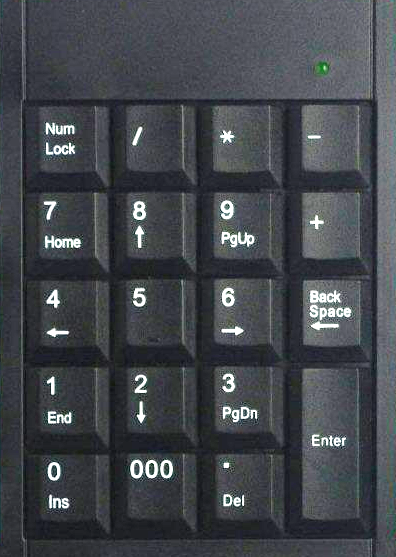 Num
Lock
/
*
-
7
Home
8
↑
9
PgUp
+
4
←
5
6
→
Back
Space
←
1
End
2
↓
3
PgDn
Enter
0
Ins
000
.
Del